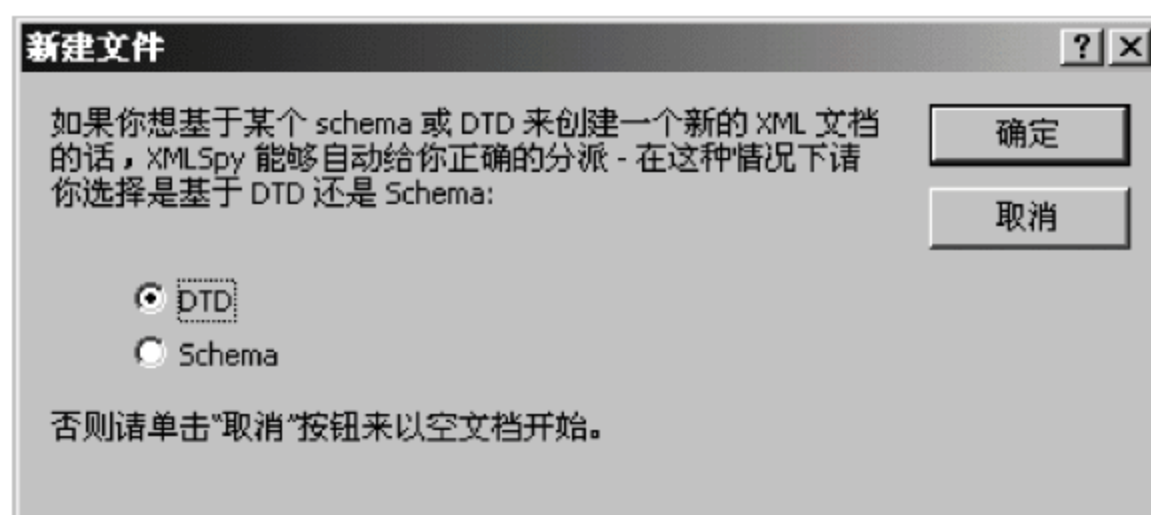 新建文件
如果你想基于某个 schema 或 DTD 来创建一个新的 XML 文档
的话，XMLSpy 能够自动给你正确的分派 - 在这种情况下请
你选择是基于 DTD 还是 Schema:
确定
取消
DTD
Schema
否则请单击"取消"按钮来以空文档开始。